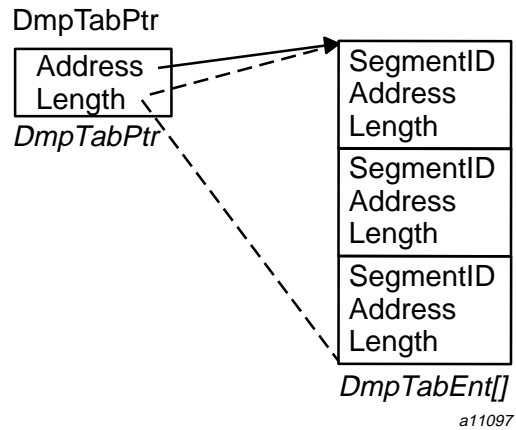 DmpTabPtr
Address
Length
DmpTabPtr
SegmentID
Address
Length
SegmentID
Address
Length
SegmentID
Address
Length
DmpTabEnt[]
a11097